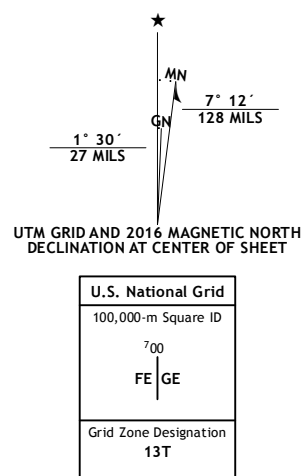 ★
MN
7° 12´
128 MILS
GN
1° 30´
27 MILS
UTM GRID AND 2016 MAGNETIC NORTH
DECLINATION AT CENTER OF SHEET
U.S. National Grid
100,000-m Square ID
⁷00
FE GE
Grid Zone Designation
13T